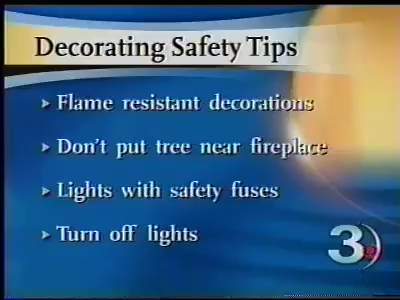 Decorating Safety Tips
Flame resistant decorations
Don't put tree near fireplace
Lights with safety fuses
Turn off lights
3